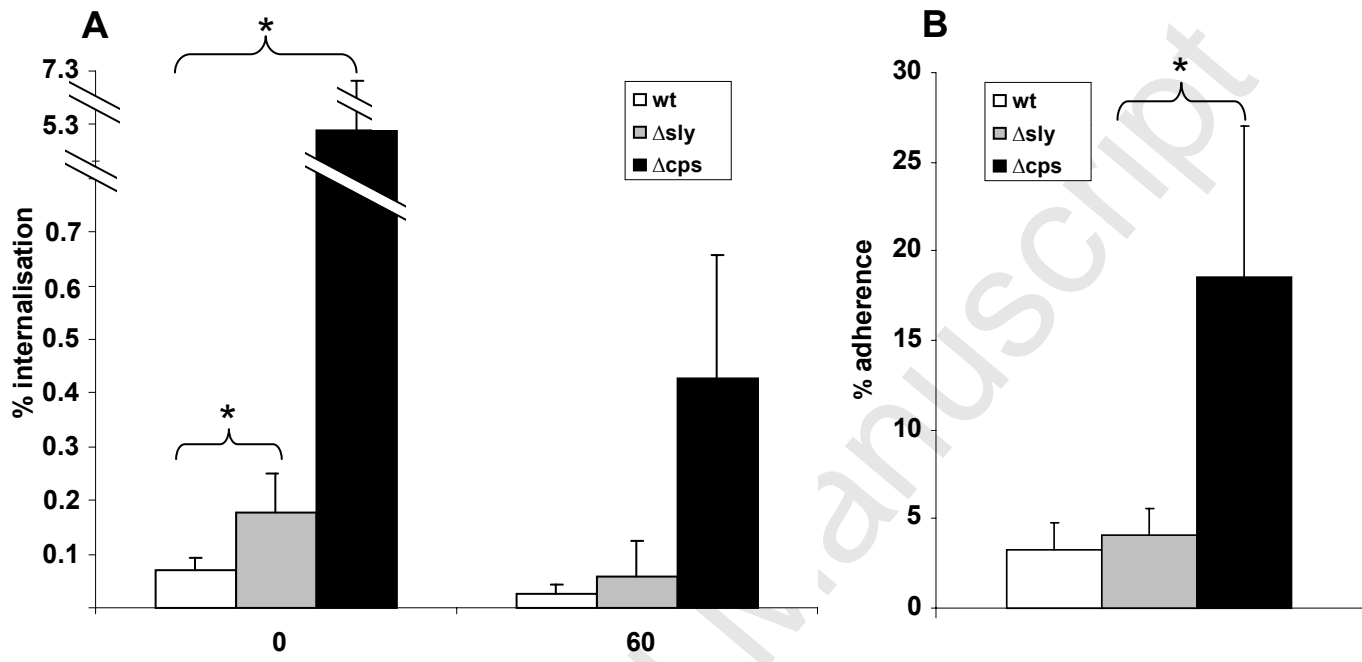 A
*
7.3
5.3
0.7
0.6
0.5
0.4
0.3
0.2
0.1
% internalisation
*
wt
Δsly
Δcps
0
60
B
*
30
25
20
15
10
5
0
% adherence
wt
Δsly
Δcps
Manuscript